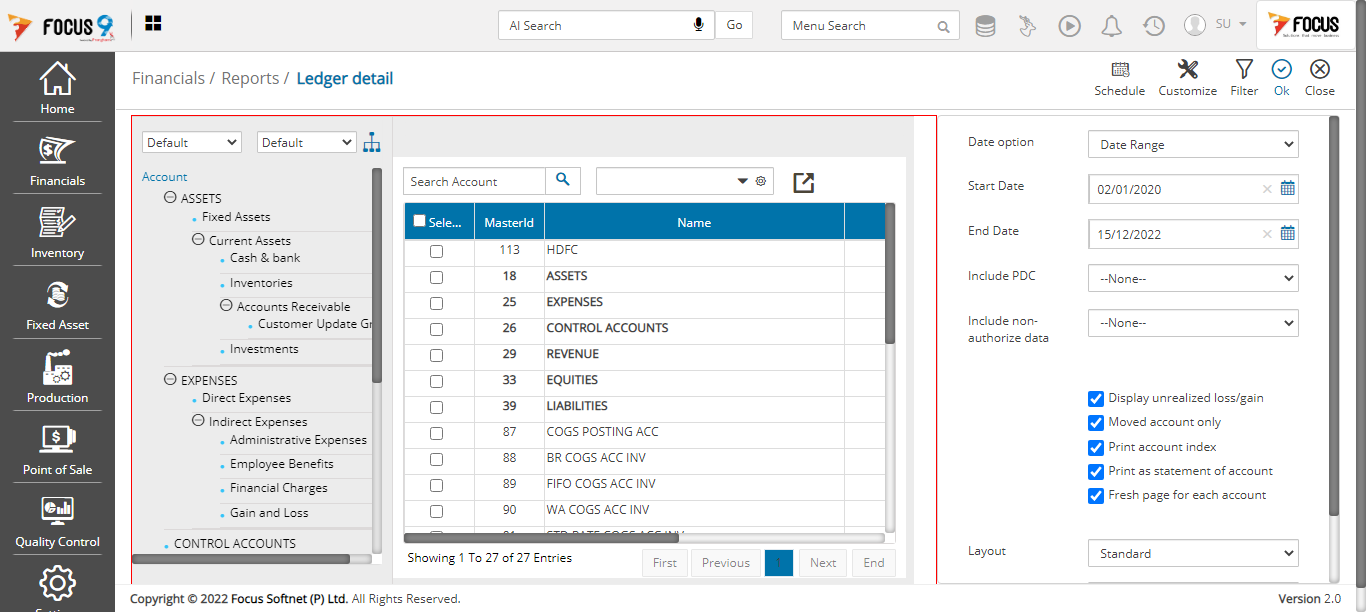 FOCUS 9
AI Search
Go
Menu Search
SU
FOCUS
Home
Financials
Inventory
Fixed Asset
Production
Point of Sale
Quality Control
Financials / Reports / Ledger detail
Schedule
Customize
Filter
Ok
Close
Default
Default
Account
ASSETS
Fixed Assets
Current Assets
Cash & bank
Inventories
Accounts Receivable
Customer Update Gr
Investments
EXPENSES
Direct Expenses
Indirect Expenses
Administrative Expenses
Employee Benefits
Financial Charges
Gain and Loss
CONTROL ACCOUNTS
Search Account
Sele... MasterId Name
113 HDFC
18 ASSETS
25 EXPENSES
26 CONTROL ACCOUNTS
29 REVENUE
33 EQUITIES
39 LIABILITIES
87 COGS POSTING ACC
88 BR COGS ACC INV
89 FIFO COGS ACC INV
90 WA COGS ACC INV
Showing 1 To 27 of 27 Entries
First
Previous
1
Next
End
Date option
Date Range
Start Date
02/01/2020
End Date
15/12/2022
Include PDC
--None--
Include non-
authorize data
--None--
Display unrealized loss/gain
Moved account only
Print account index
Print as statement of account
Fresh page for each account
Layout
Standard
Copyright © 2022 Focus Softnet (P) Ltd. All Rights Reserved.
Version 2.0